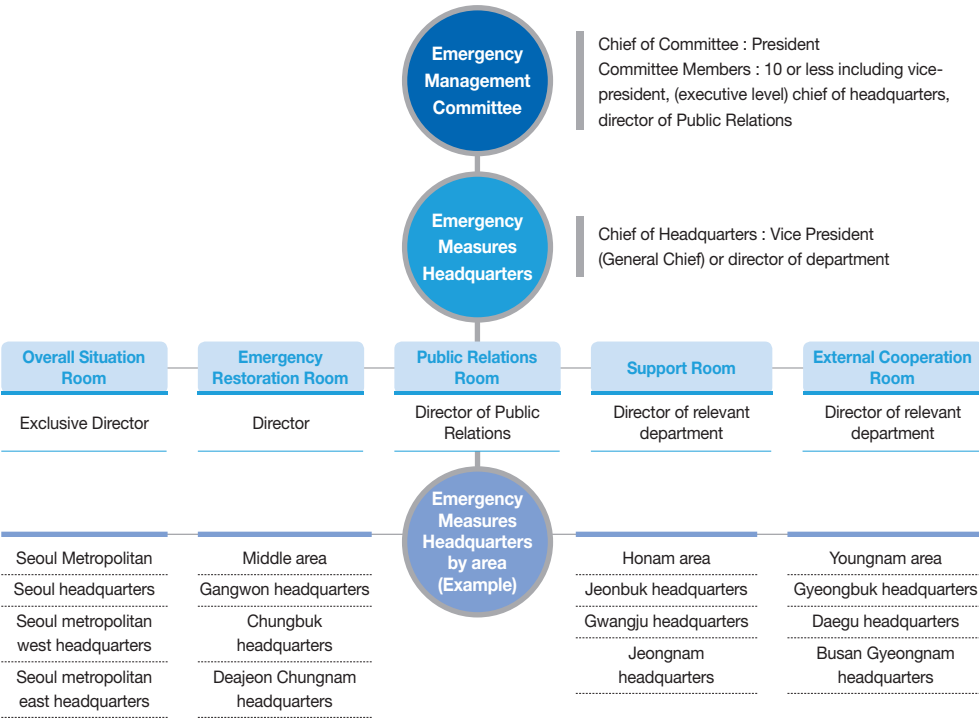 Emergency
Management
Committee
Chief of Committee : President
Committee Members : 10 or less including vice-
president, (executive level) chief of headquarters,
director of Public Relations
Emergency
Measures
Headquarters
Chief of Headquarters : Vice President
(General Chief) or director of department
Overall Situation
Room
Exclusive Director
Emergency
Restoration Room
Director
Public Relations
Room
Director of Public
Relations
Support Room
Director of relevant
department
External Cooperation
Room
Director of relevant
department
Emergency
Measures
Headquarters
by area
(Example)
Seoul Metropolitan
Seoul headquarters
Seoul metropolitan
west headquarters
Seoul metropolitan
east headquarters
Middle area
Gangwon headquarters
Chungbuk
headquarters
Deajeon Chungnam
headquarters
Honam area
Jeonbuk headquarters
Gwangju headquarters
Jeongnam
headquarters
Youngnam area
Gyeongbuk headquarters
Daegu headquarters
Busan Gyeongnam
headquarters